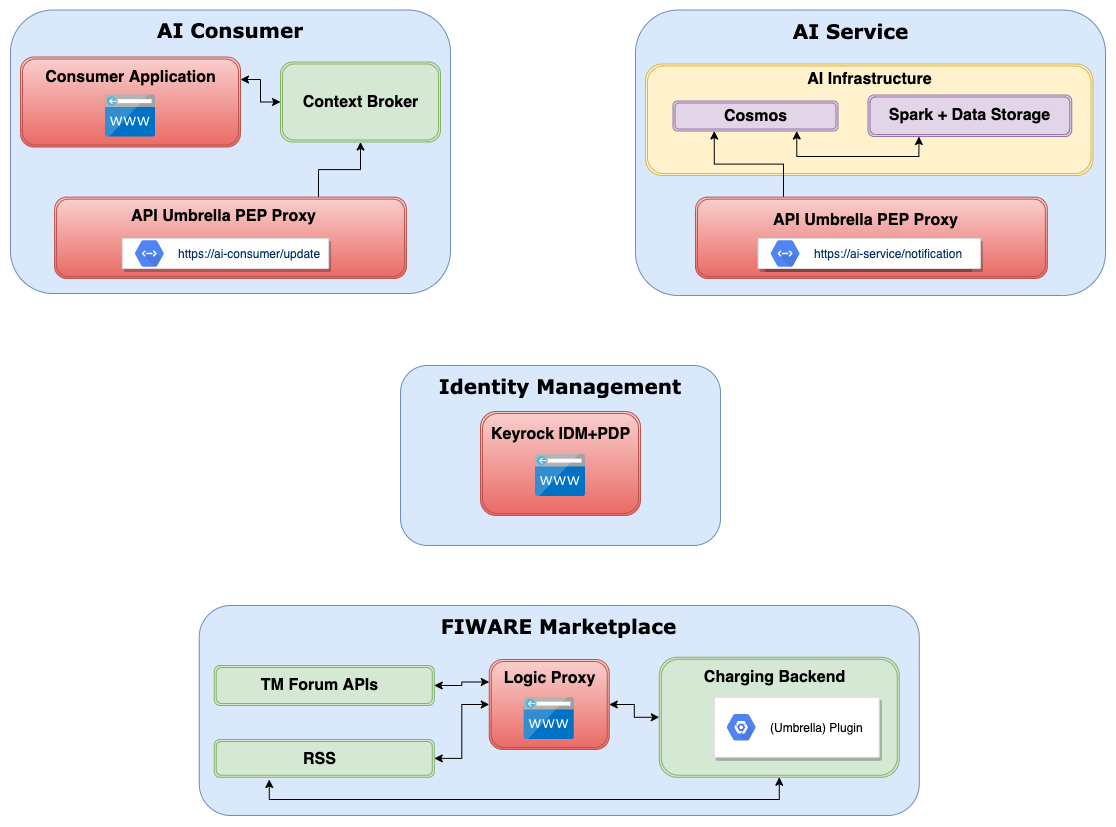 AI Consumer
Consumer Application
WWW
Context Broker
API Umbrella PEP Proxy
https://ai-consumer/update
AI Service
AI Infrastructure
Cosmos
Spark + Data Storage
API Umbrella PEP Proxy
https://ai-service/notification
Identity Management
Keyrock IDM+PDP
WWW
FIWARE Marketplace
TM Forum APIs
RSS
Logic Proxy
WWW
Charging Backend
(Umbrella) Plugin